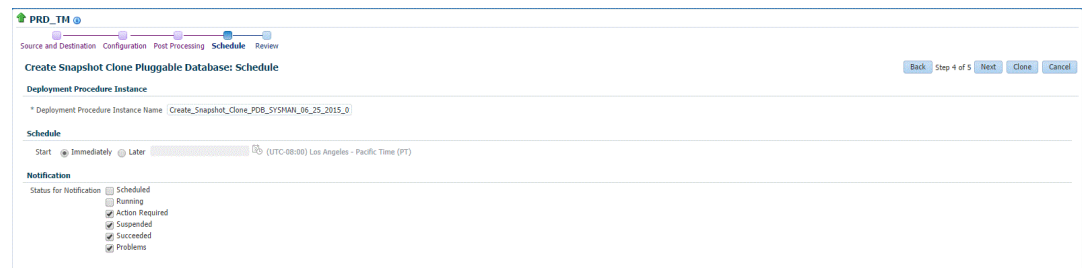 PRD_TM
Source and Destination Configuration Post Processing Schedule Review
Create Snapshot Clone Pluggable Database: Schedule
Back Step 4 of 5 Next Clone Cancel
Deployment Procedure Instance
* Deployment Procedure Instance Name Create_Snapshot_Clone_PDB_SYSMAN_06_25_2015_0
Schedule
Start Immediately Later (UTC-08:00) Los Angeles - Pacific Time (PT)
Notification
Status for Notification Scheduled
Running
Action Required
Suspended
Succeeded
Problems